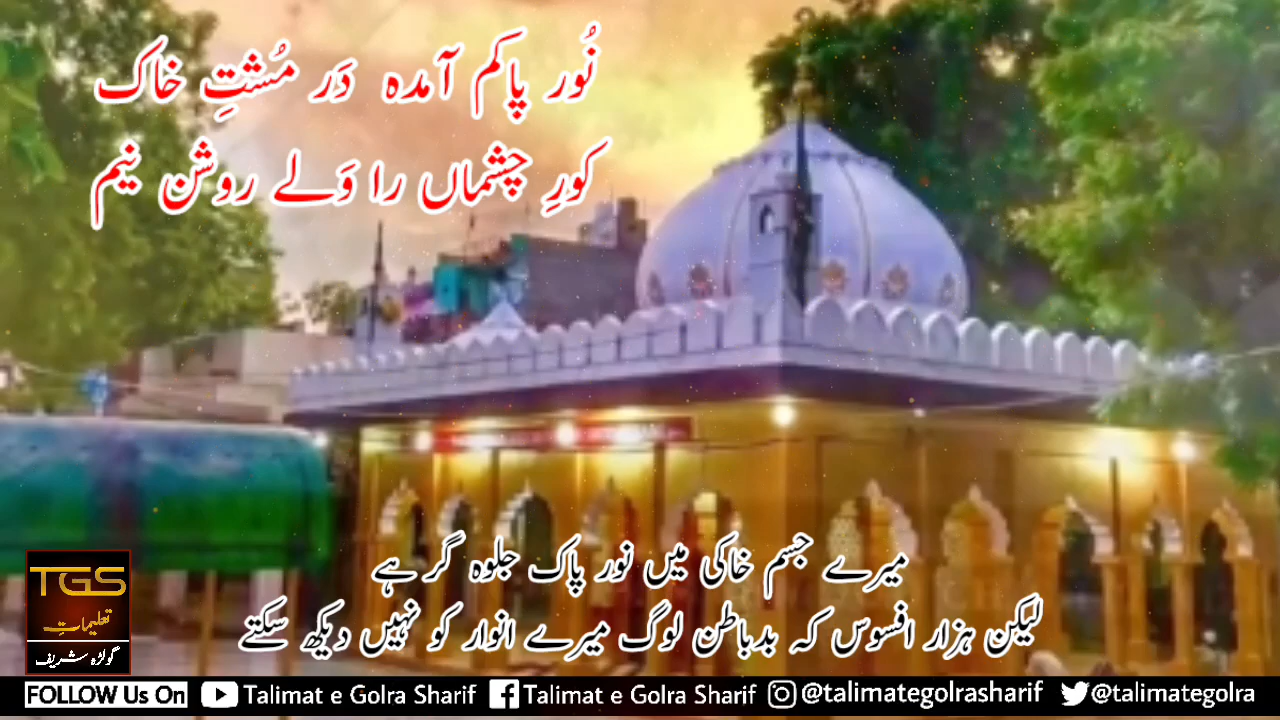 نُور پاکم آمدہ دَر مُشتِ خاک
کورِ چشماں را وَلے روشن نیم
میرے جسم خاکی میں نور پاک جلوہ گر ہے
لیکن ہزار افسوس کہ بدباطن لوگ میرے انوار کو نہیں دیکھ سکتے
TGS
تعلیماتِ
گولڑہ شریف
FOLLOW Us On Talimat e Golra Sharif Talimat e Golra Sharif @talimategolrasharif @talimategolra